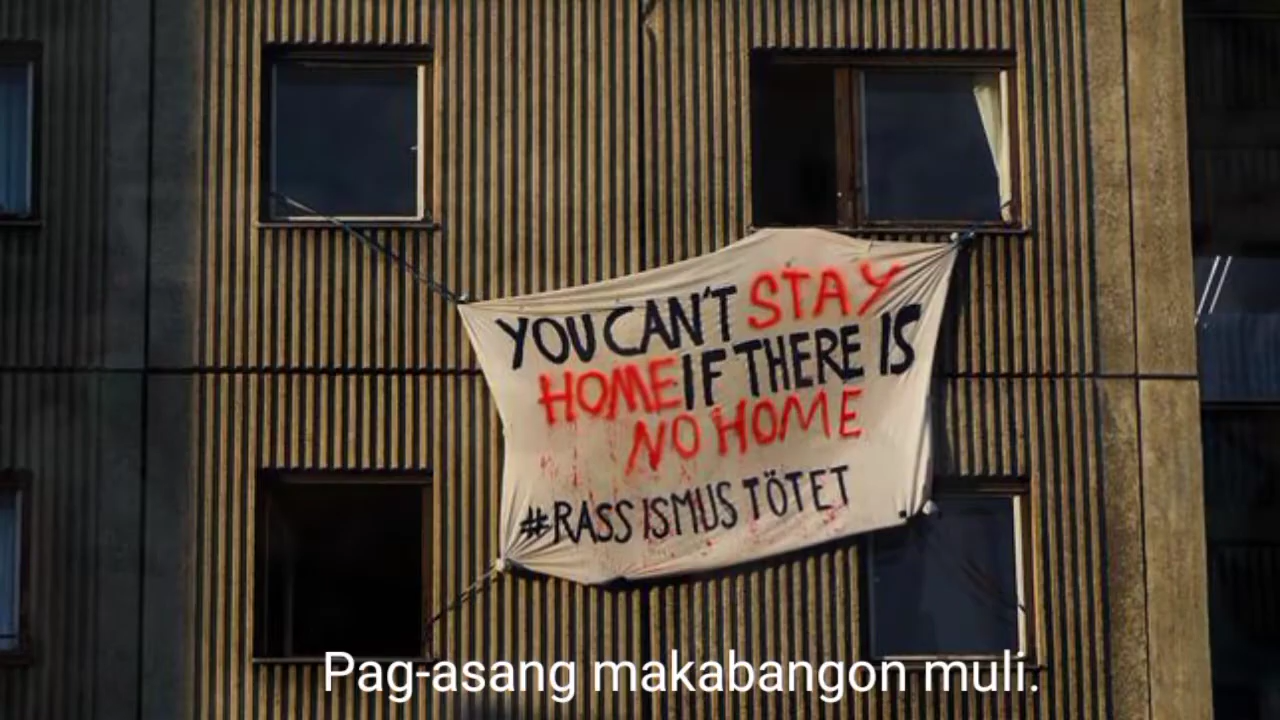 YOU CAN'T STAY
HOME IF THERE IS
NO HOME
#RASSISMUS TÖTET
Pag-asang makabangon muli.